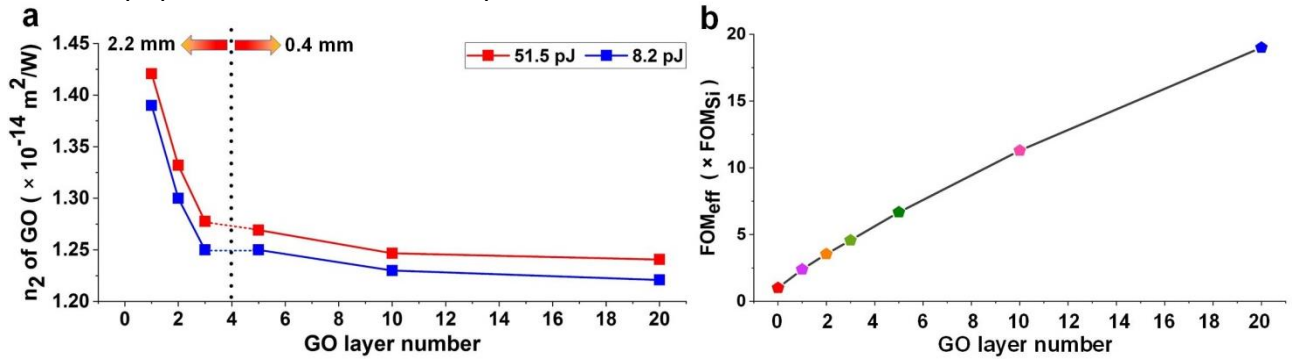 a
2.2 mm 0.4 mm
51.5 pJ 8.2 pJ
1.45
1.40
1.35
1.30
1.25
1.20
n2 of GO ( × 10-14 m2/W)
0 2 4 6 8 10 12 14 16 18 20
GO layer number
b
20
15
10
5
0
FOMeff ( × FOMSi)
0 2 4 6 8 10 12 14 16 18 20
GO layer number